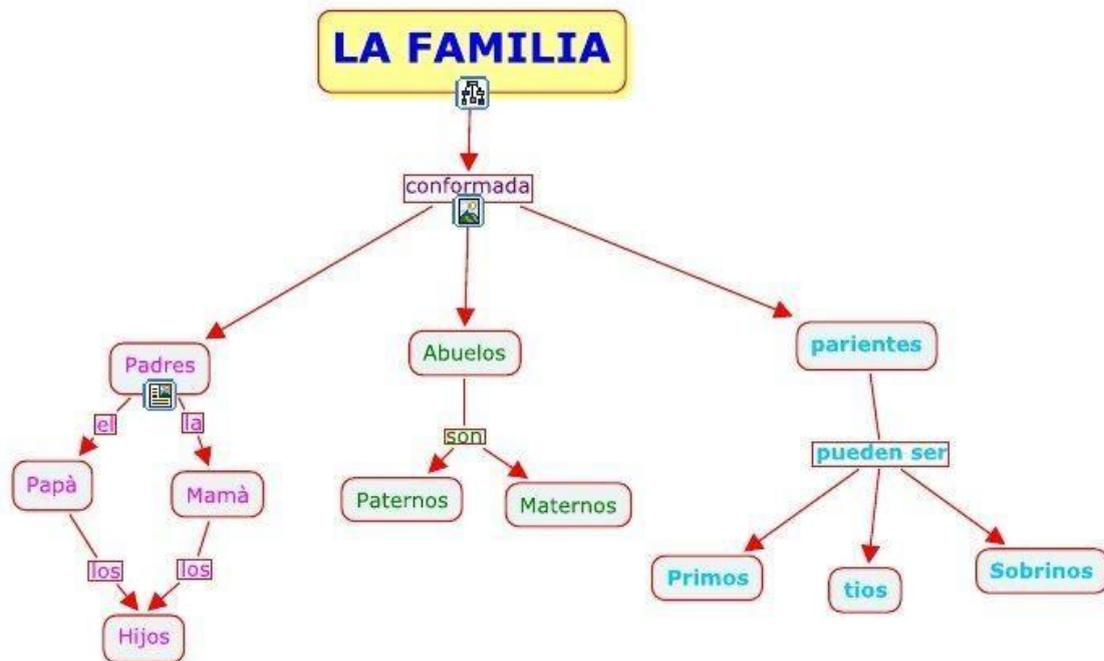 LA FAMILIA
conformada
Padres
Abuelos
parientes
el
la
son
pueden ser
Papà
Mamà
Paternos
Maternos
los
los
Primos
tios
Sobrinos
Hijos